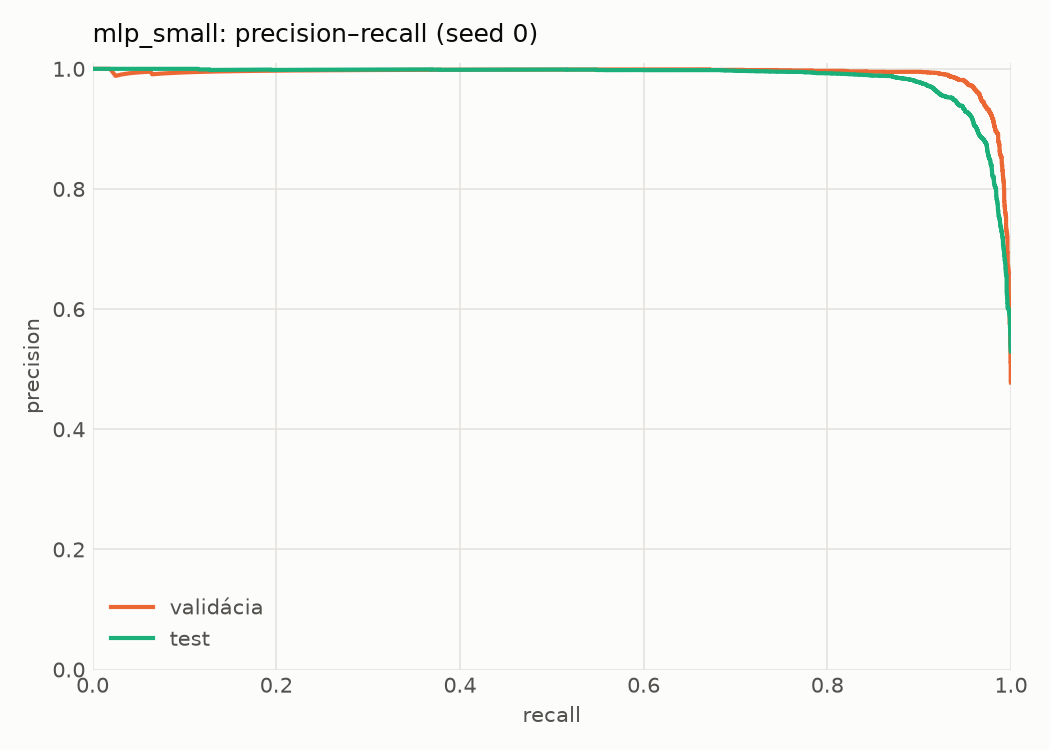 mlp_small: precision–recall (seed 0)
1.0
0.8
0.6
0.4
0.2
0.0
precision
validácia
test
0.0 0.2 0.4 0.6 0.8 1.0
recall